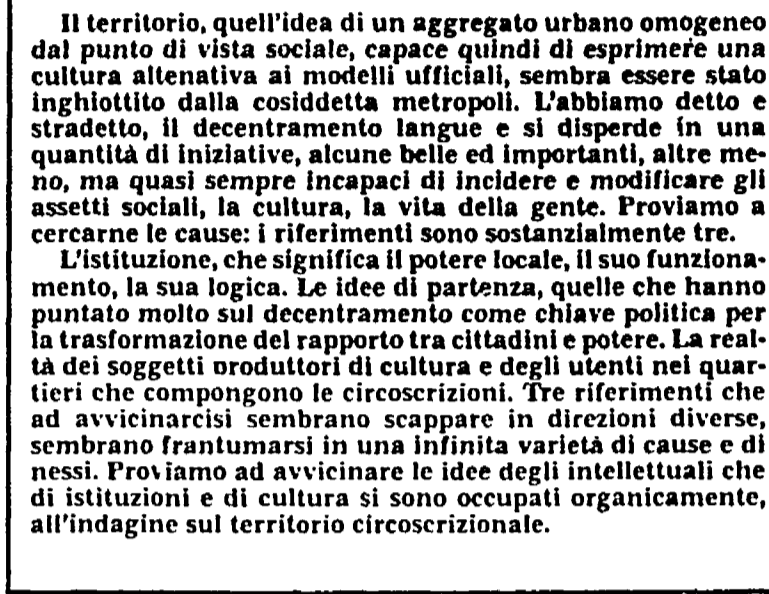 Il territorio, quell'idea di un aggregato urbano omogeneo
dal punto di vista sociale, capace quindi di esprimere una
cultura altenativa ai modelli ufficiali, sembra essere stato
inghiottito dalla cosiddetta metropoli. L'abbiamo detto e
stradetto, il decentramento langue e si disperde in una
quantità di iniziative, alcune belle ed importanti, altre me-
no, ma quasi sempre incapaci di incidere e modificare gli
assetti sociali, la cultura, la vita della gente. Proviamo a
cercarne le cause: i riferimenti sono sostanzialmente tre.
L'istituzione, che significa il potere locale, il suo funziona-
mento, la sua logica. Le idee di partenza, quelle che hanno
puntato molto sul decentramento come chiave politica per
la trasformazione del rapporto tra cittadini e potere. La real-
tà dei soggetti produttori di cultura e degli utenti nei quar-
tieri che compongono le circoscrizioni. Tre riferimenti che
ad avvicinarcisi sembrano scappare in direzioni diverse,
sembrano frantumarsi in una infinita varietà di cause e di
nessi. Proviamo ad avvicinare le idee degli intellettuali che
di istituzioni e di cultura si sono occupati organicamente,
all'indagine sul territorio circoscrizionale.